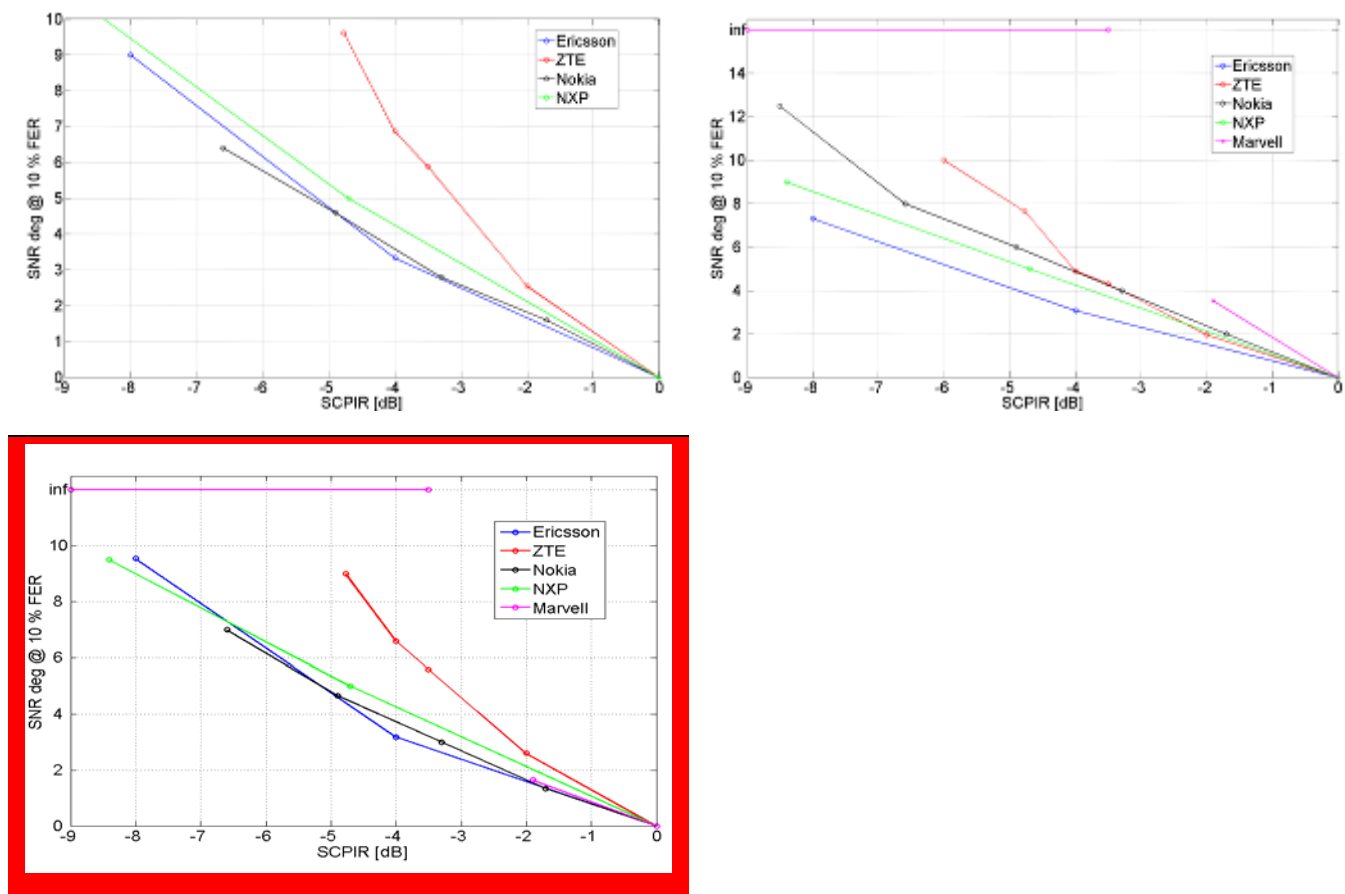 10
9
8
7
6
5
4
3
2
1
0
SNR deg @ 10 % FER
Ericsson
ZTE
Nokia
NXP
-9 -8 -7 -6 -5 -4 -3 -2 -1 0
SCPIR [dB]
inf
14
12
10
8
6
4
2
0
SNR deg @ 10 % FER
Ericsson
ZTE
Nokia
NXP
Marvell
-9 -8 -7 -6 -5 -4 -3 -2 -1 0
SCPIR [dB]
inf
10
8
6
4
2
0
SNR deg @ 10 % FER
Ericsson
ZTE
Nokia
NXP
Marvell
-9 -8 -7 -6 -5 -4 -3 -2 -1 0
SCPIR [dB]